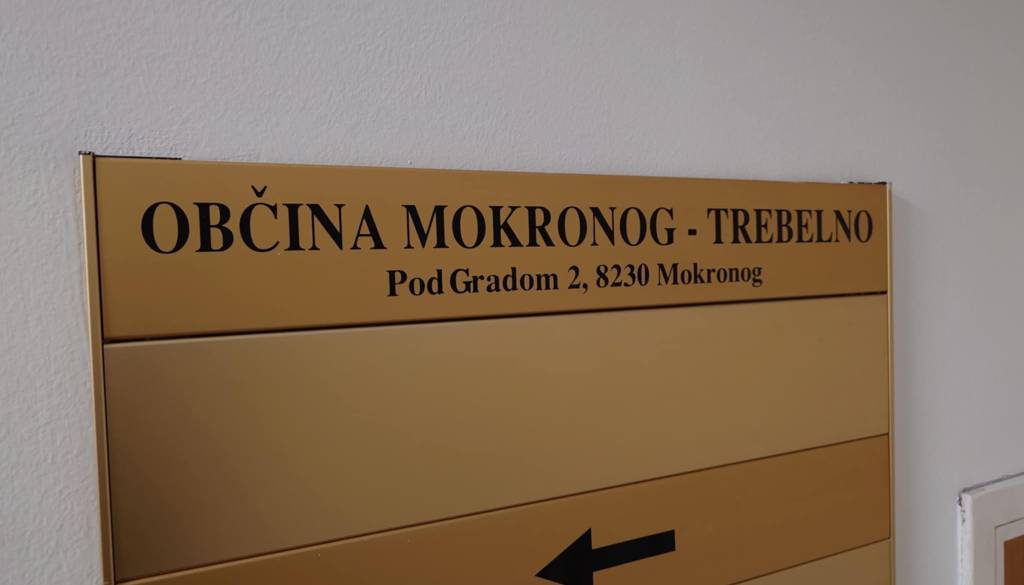 OBČINA MOKRONOG - TREBELNO
Pod Gradom 2, 8230 Mokronog